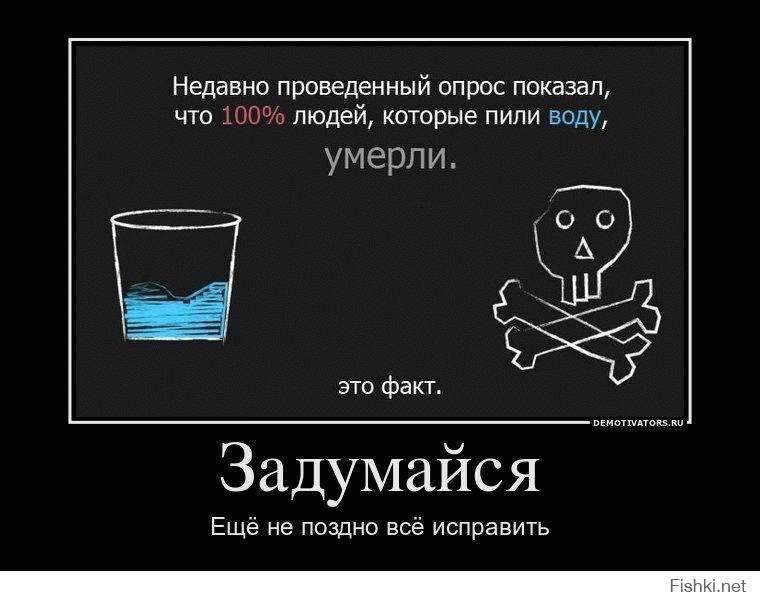 Недавно проведенный опрос показал,
что 100% людей, которые пили воду,
умерли.
это факт.
DEMOTIVATORS.RU
Задумайся
Ещё не поздно всё исправить
Fishki.net